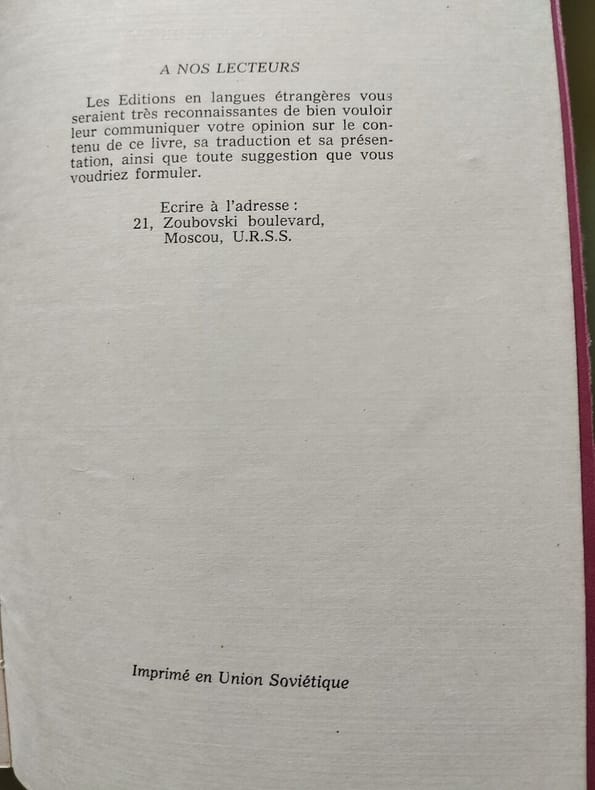 A NOS LECTEURS
Les Editions en langues étrangères vous
seraient très reconnaissantes de bien vouloir
leur communiquer votre opinion sur le con-
tenu de ce livre, sa traduction et sa présen-
tation, ainsi que toute suggestion que vous
voudriez formuler.
Ecrire à l'adresse :
21, Zoubovski boulevard,
Moscou, U.R.S.S.
Imprimé en Union Soviétique